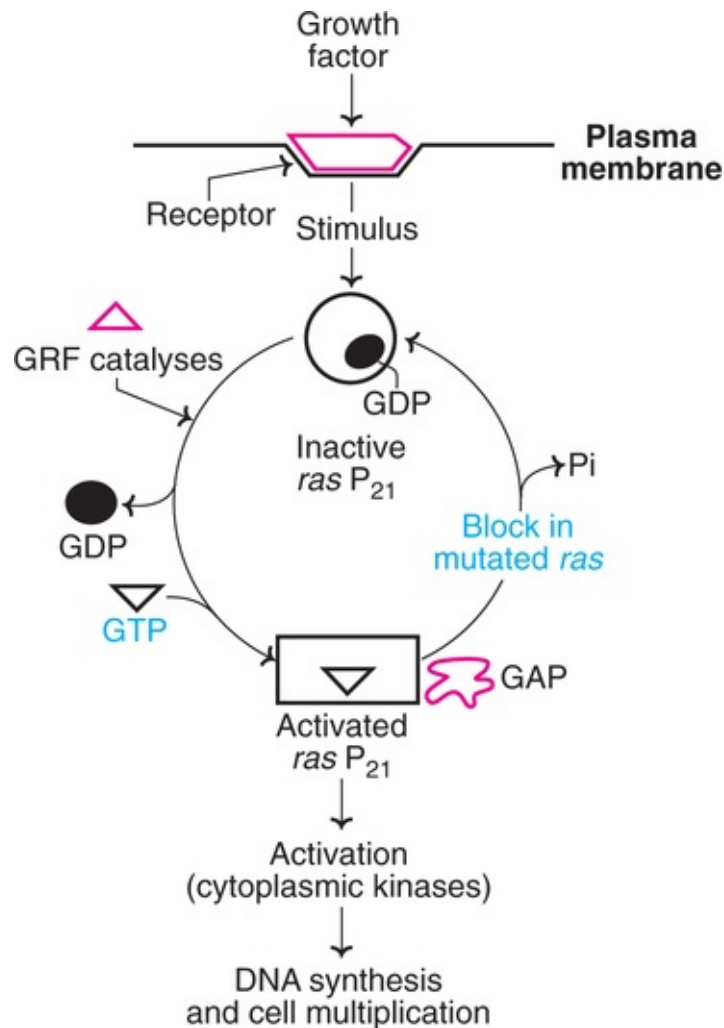 Growth
factor
Plasma
membrane
Receptor
Stimulus
GRF catalyses
GDP
Inactive
ras P21
Pi
GDP
Block in
mutated ras
GTP
GAP
Activated
ras P21
Activation
(cytoplasmic kinases)
DNA synthesis
and cell multiplication